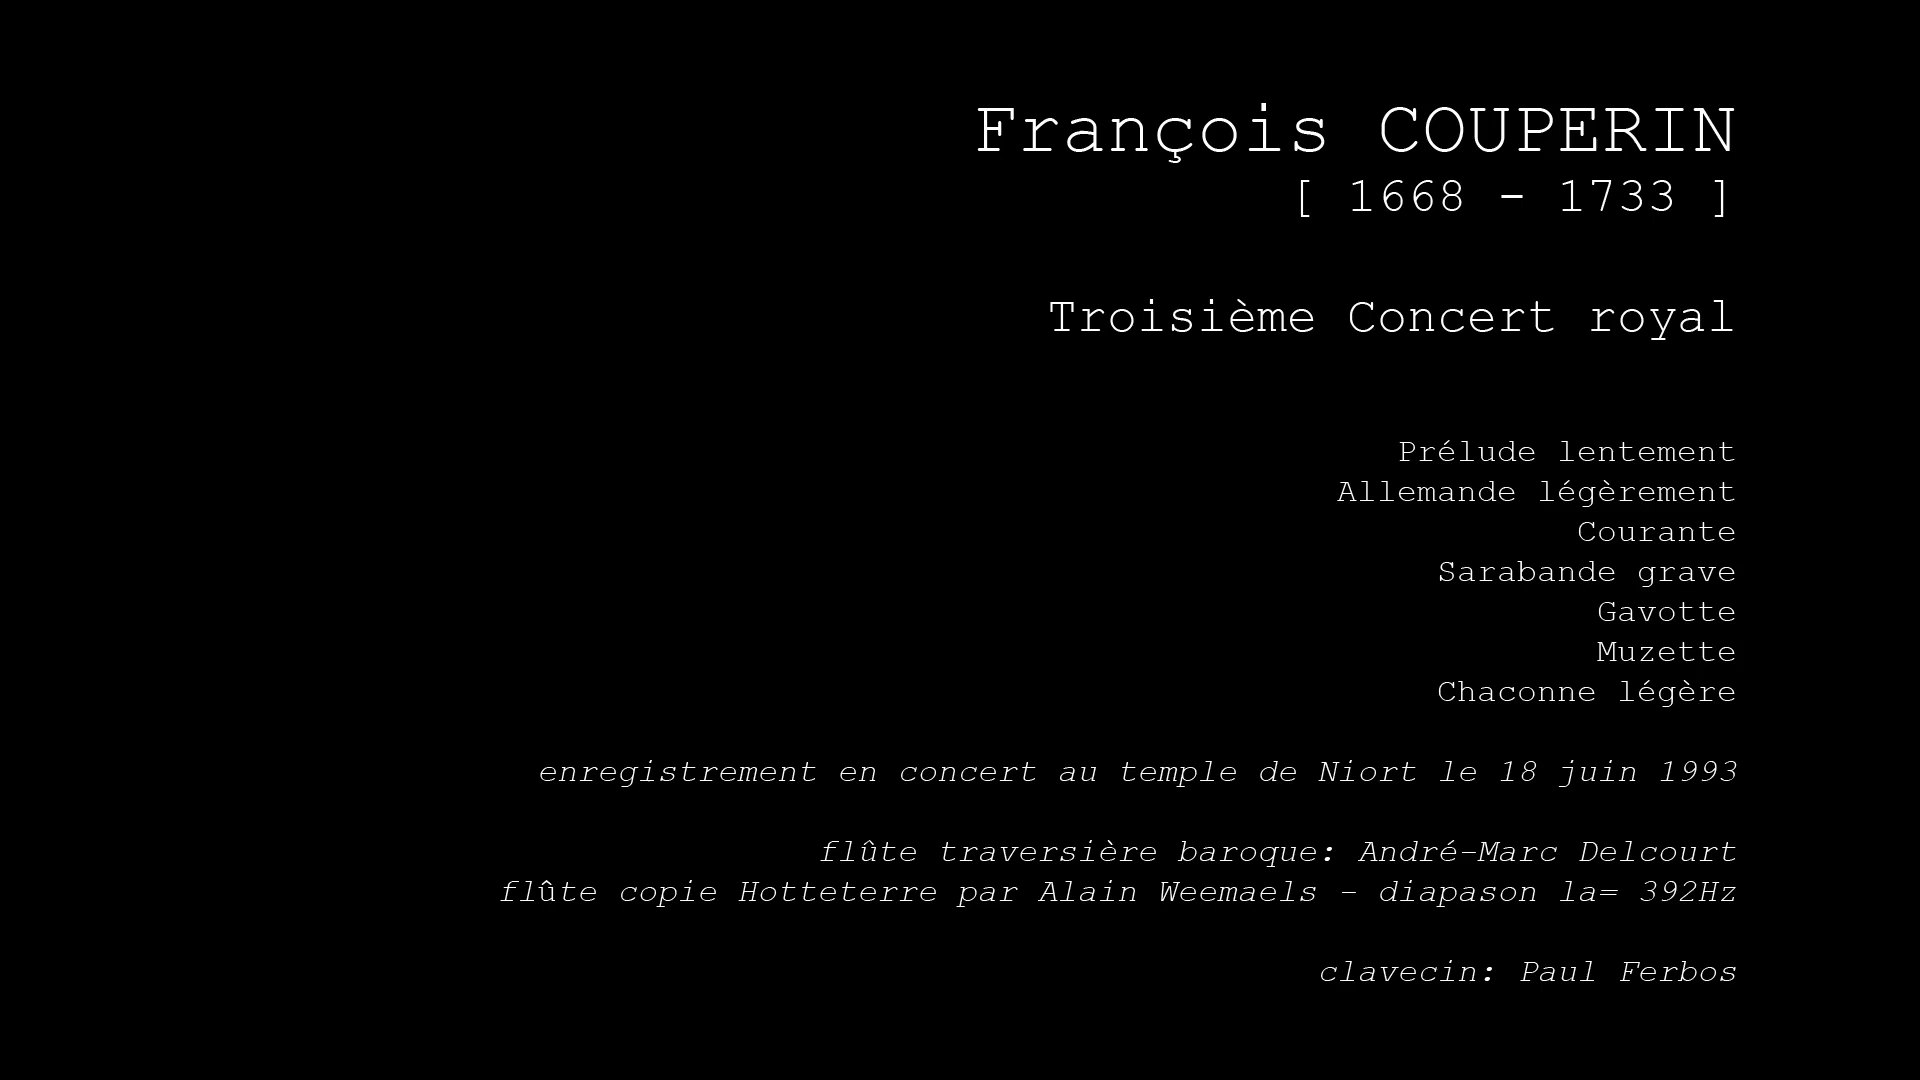 François COUPERIN
[ 1668 - 1733 ]
Troisième Concert royal
Prélude lentement
Allemande légèrement
Courante
Sarabande grave
Gavotte
Muzette
Chaconne légère
enregistrement en concert au temple de Niort le 18 juin 1993
flûte traversière baroque: André-Marc Delcourt
flûte copie Hotteterre par Alain Weemaels - diapason la= 392Hz
clavecin: Paul Ferbos